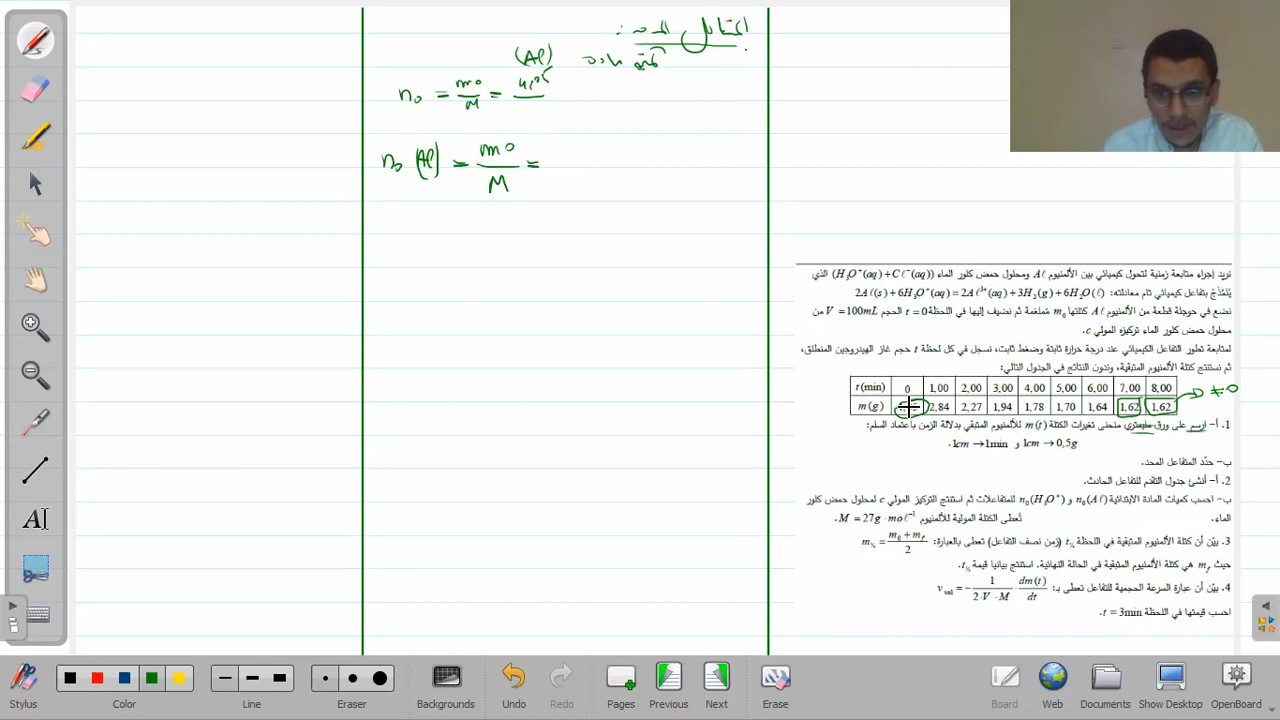 المتفاعل المحد :
(Al)
n₀ = m₀/M = 4,05
n₀ (Al) = m₀/M =
نريد إجراء متابعة زمنية لتحول كيميائي بين الألمنيوم Aℓ ومحلول حمض كلور الماء (H₃O⁺(aq)+Cℓ⁻(aq)) الذي
يُنمذَج بتفاعل كيميائي تام معادلته: 2Aℓ(s)+6H₃O⁺(aq)=2Aℓ³⁺(aq)+3H₂(g)+6H₂O(ℓ)
نضع في حوجلة قطعة من الألمنيوم Aℓ كتلتها m₀ مُملغمة ثم نضيف إليها في اللحظة t=0 الحجم V=100mL من
محلول حمض كلور الماء تركيزه المولي c.
لمتابعة تطور التفاعل الكيميائي عند درجة حرارة ثابتة وضغط ثابت، نسجل في كل لحظة t حجم غاز الهيدروجين المنطلق،
ثم نستنتج كتلة الألمنيوم المتبقية، وندون النتائج في الجدول التالي:
t(min) 0 1,00 2,00 3,00 4,00 5,00 6,00 7,00 8,00
m(g) 2,84 2,27 1,94 1,78 1,70 1,64 1,62 1,62
≠0
1. أ- ارسم على ورق مليمتري منحنى تغيرات الكتلة m(t) للألمنيوم المتبقي بدلالة الزمن باعتماد السلم:
1cm→1min و 1cm→0,5g.
ب- حدّد المتفاعل المحد.
2. أ- أنشئ جدول التقدم للتفاعل الحادث.
ب- احسب كميات المادة الابتدائية n₀(Aℓ) و n₀(H₃O⁺) للمتفاعلات ثم استنتج التركيز المولي c لمحلول حمض كلور
الماء. تُعطى الكتلة المولية للألمنيوم M=27g·moℓ⁻¹.
3. بيّن أن كتلة الألمنيوم المتبقية في اللحظة t½ (زمن نصف التفاعل) تعطى بالعبارة: m½ = (m₀+m_f)/2
حيث m_f هي كتلة الألمنيوم المتبقية في الحالة النهائية. استنتج بيانيا قيمة t½.
4. بيّن أن عبارة السرعة الحجمية للتفاعل تعطى بـ: v_vol = −1/(2·V·M) · dm(t)/dt
احسب قيمتها في اللحظة t=3min.
Stylus
Color
Line
Eraser
Backgrounds
Undo
Redo
Pages
Previous
Next
Erase
Board
Web
Documents
Show Desktop
OpenBoard